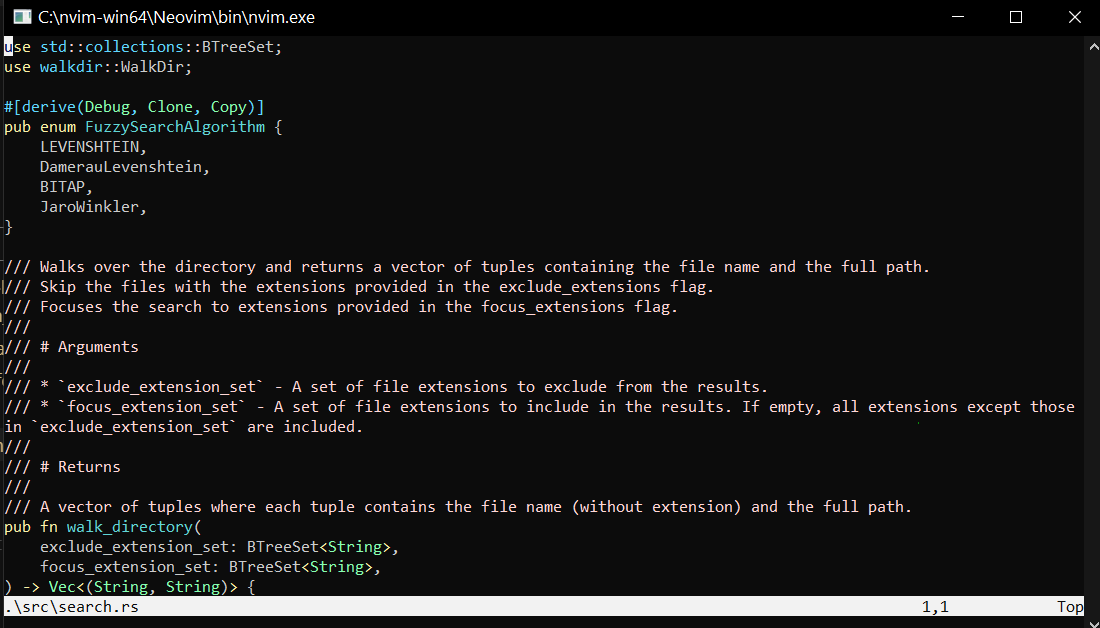 C:\nvim-win64\Neovim\bin\nvim.exe
use std::collections::BTreeSet;
use walkdir::WalkDir;
#[derive(Debug, Clone, Copy)]
pub enum FuzzySearchAlgorithm {
    LEVENSHTEIN,
    DamerauLevenshtein,
    BITAP,
    JaroWinkler,
}
/// Walks over the directory and returns a vector of tuples containing the file name and the full path.
/// Skip the files with the extensions provided in the exclude_extensions flag.
/// Focuses the search to extensions provided in the focus_extensions flag.
///
/// # Arguments
///
/// * `exclude_extension_set` - A set of file extensions to exclude from the results.
/// * `focus_extension_set` - A set of file extensions to include in the results. If empty, all extensions except those
in `exclude_extension_set` are included.
///
/// # Returns
///
/// A vector of tuples where each tuple contains the file name (without extension) and the full path.
pub fn walk_directory(
    exclude_extension_set: BTreeSet<String>,
    focus_extension_set: BTreeSet<String>,
) -> Vec<(String, String)> {
.\src\search.rs 1,1 Top